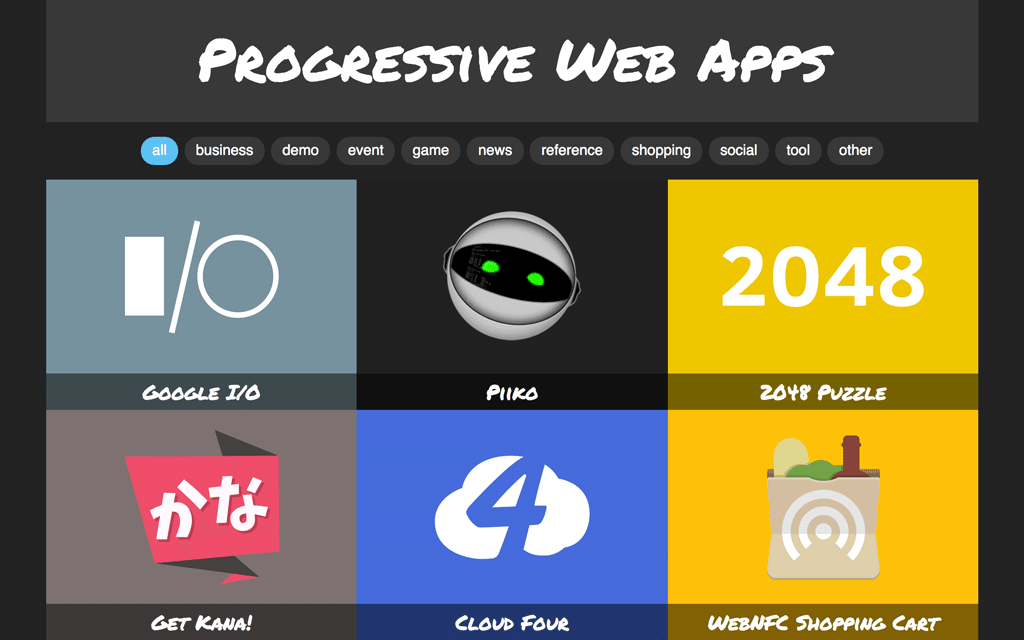 Progressive Web Apps
all business demo event game news reference shopping social tool other
I/O
2048
Google I/O Piiko 2048 Puzzle
かな
4
Get Kana! Cloud Four WebNFC Shopping Cart